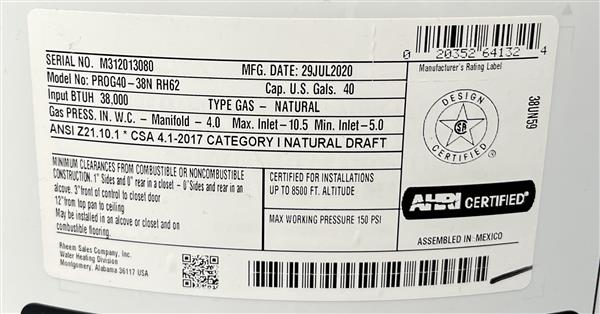 SERIAL NO. M312013080
MFG. DATE: 29JUL2020
Model No: PROG40-38N RH62
Cap. U.S. Gals. 40
Input BTUH 38,000
TYPE GAS - NATURAL
Gas PRESS. IN. W.C. - Manifold - 4.0 Max. Inlet-10.5 Min. Inlet-5.0
ANSI Z21.10.1 * CSA 4.1-2017 CATEGORY I NATURAL DRAFT
MINIMUM CLEARANCES FROM COMBUSTIBLE OR NONCOMBUSTIBLE
CONSTRUCTION. 1" Sides and 0" rear in a closet - 0" Sides and rear in an
alcove. 3" front of control to closet door
12" from top pan to ceiling
May be installed in an alcove or closet and on
combustible flooring.
Rheem Sales Company, Inc.
Water Heating Division
Montgomery, Alabama 36117 USA
CERTIFIED FOR INSTALLATIONS
UP TO 8500 FT. ALTITUDE
MAX WORKING PRESSURE 150 PSI
0 20352 64132 4
Manufacturer's Rating Label
DESIGN
SA
CERTIFIED
38UN59
AHRI CERTIFIED®
ASSEMBLED IN MEXICO